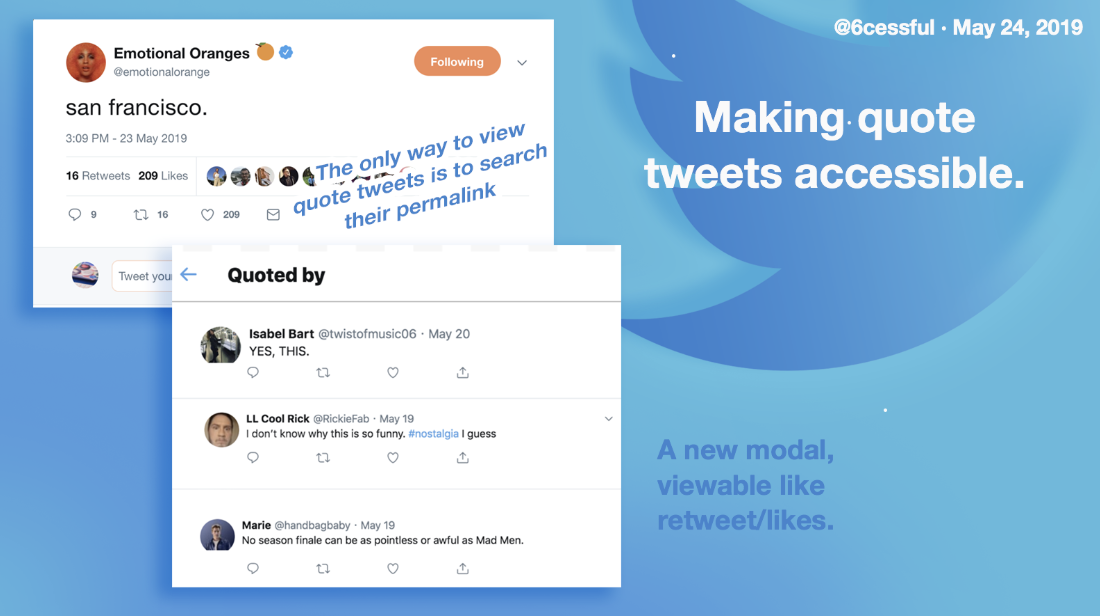 @6cessful · May 24, 2019
Making quote
tweets accessible.
Emotional Oranges
@emotionalorange
Following
san francisco.
3:09 PM - 23 May 2019
16 Retweets 209 Likes
The only way to view
quote tweets is to search
their permalink
9 16 209
Tweet your
Quoted by
Isabel Bart @twistofmusic06 · May 20
YES, THIS.
LL Cool Rick @RickieFab · May 19
I don't know why this is so funny. #nostalgia I guess
Marie @handbagbaby · May 19
No season finale can be as pointless or awful as Mad Men.
A new modal,
viewable like
retweet/likes.